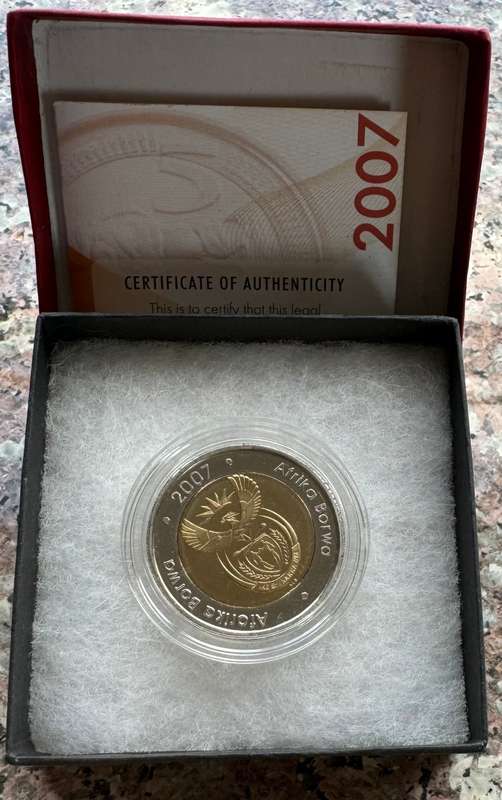 2007
CERTIFICATE OF AUTHENTICITY
This is to certify that this legal
2007
Afrika Borwa
Aforika Borwa